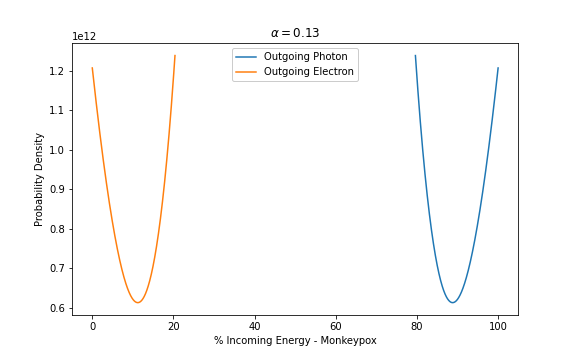 α = 0.13
1e12
Outgoing Photon
Outgoing Electron
1.2
1.1
1.0
0.9
0.8
0.7
0.6
Probability Density
0 20 40 60 80 100
% Incoming Energy - Monkeypox